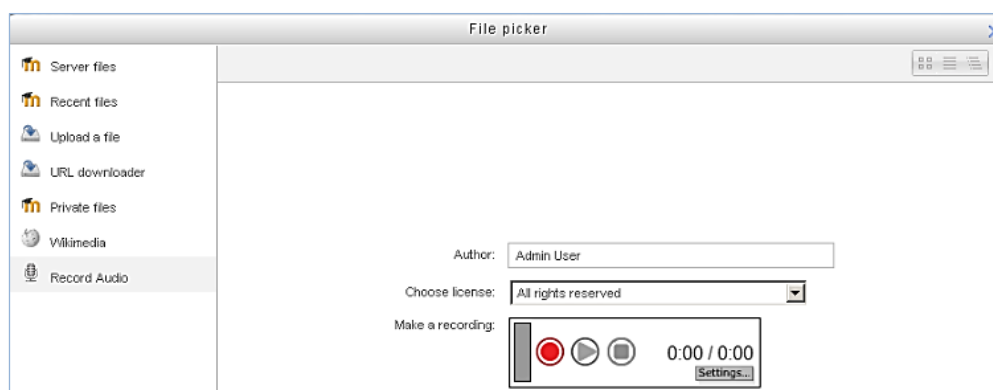 File picker
Server files
Recent files
Upload a file
URL downloader
Private files
Wikimedia
Record Audio
Author: Admin User
Choose license: All rights reserved
Make a recording:
0:00 / 0:00
Settings...